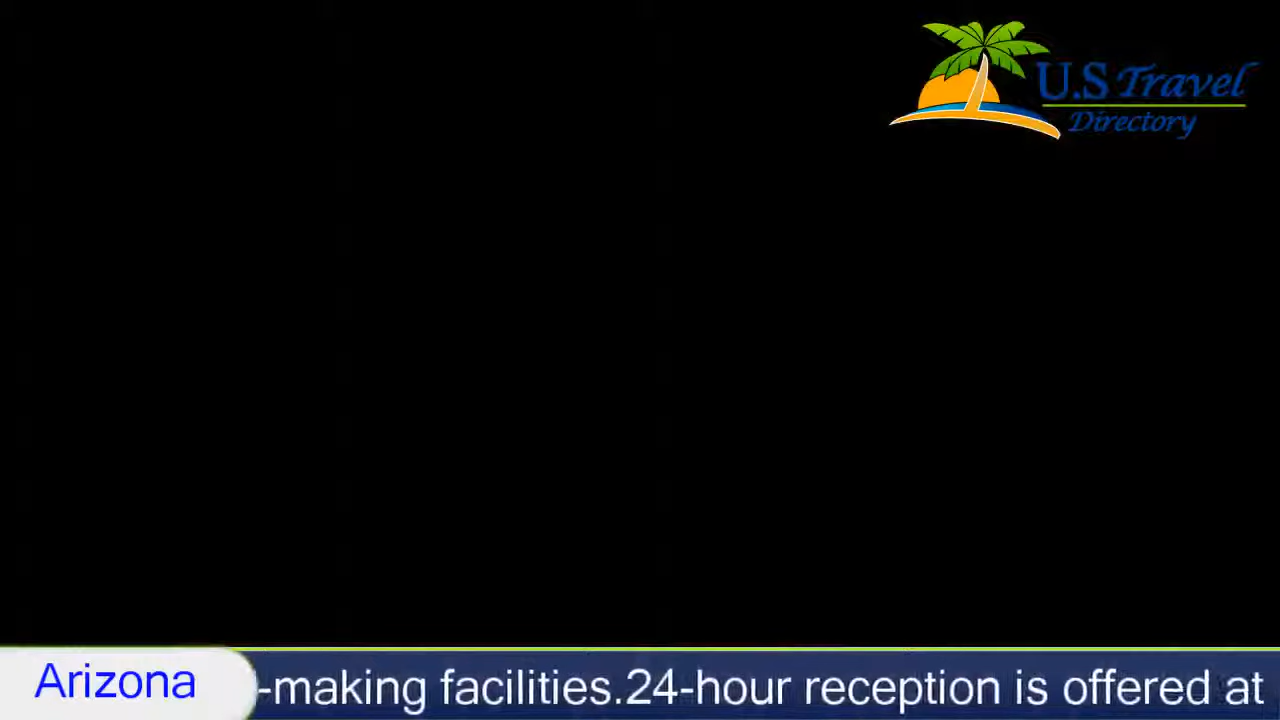 U.S Travel
Directory
Arizona
-making facilities.24-hour reception is offered at